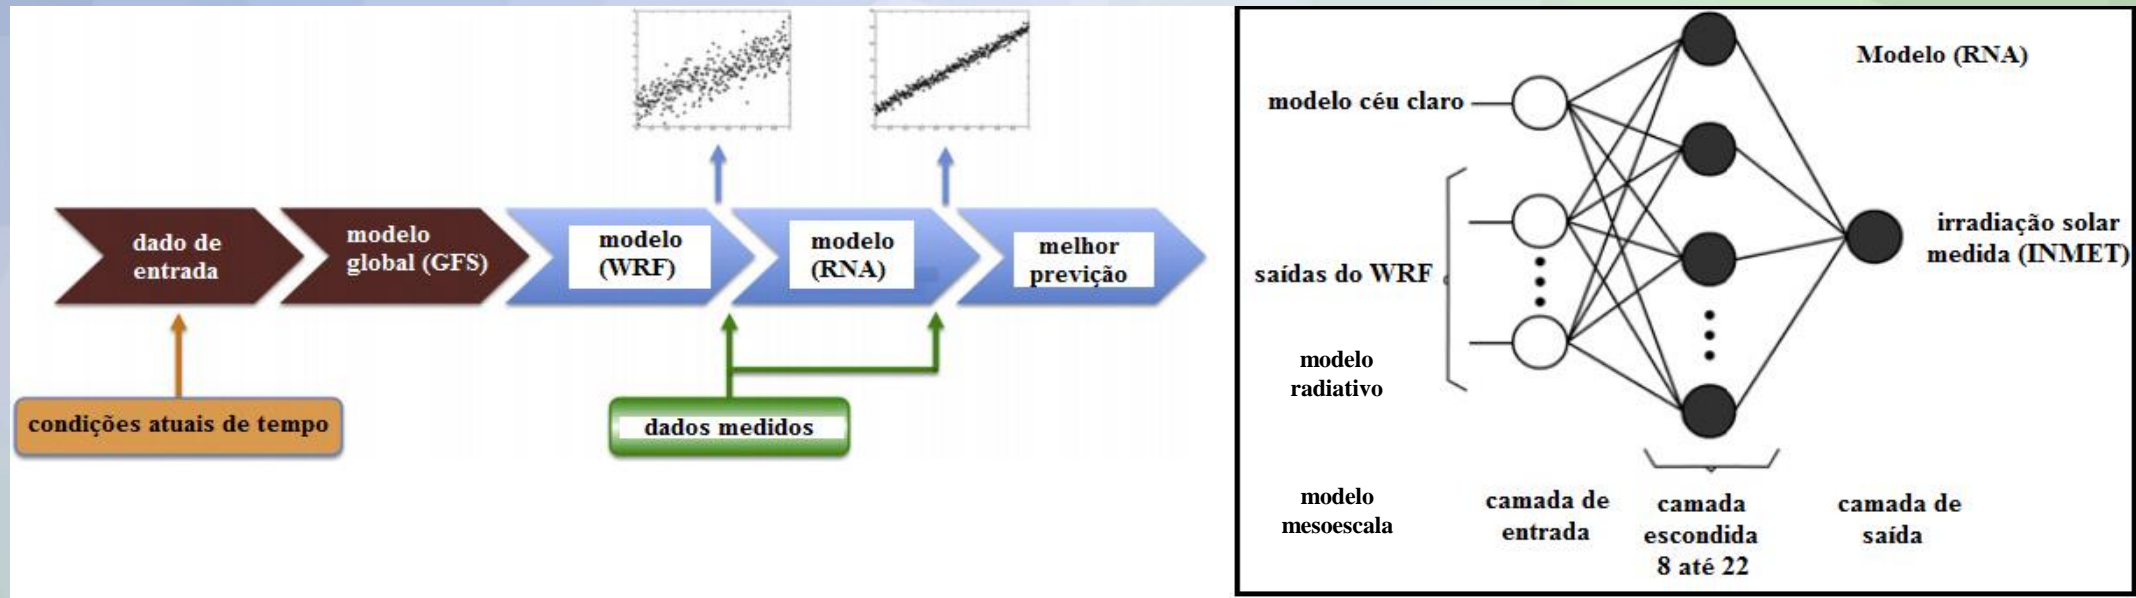 dado de
entrada
modelo
global (GFS)
modelo
(WRF)
modelo
(RNA)
melhor
previção
condições atuais de tempo
dados medidos
Modelo (RNA)
modelo céu claro
saídas do WRF
irradiação solar
medida (INMET)
modelo
radiativo
modelo
mesoescala
camada de
entrada
camada
escondida
8 até 22
camada de
saída